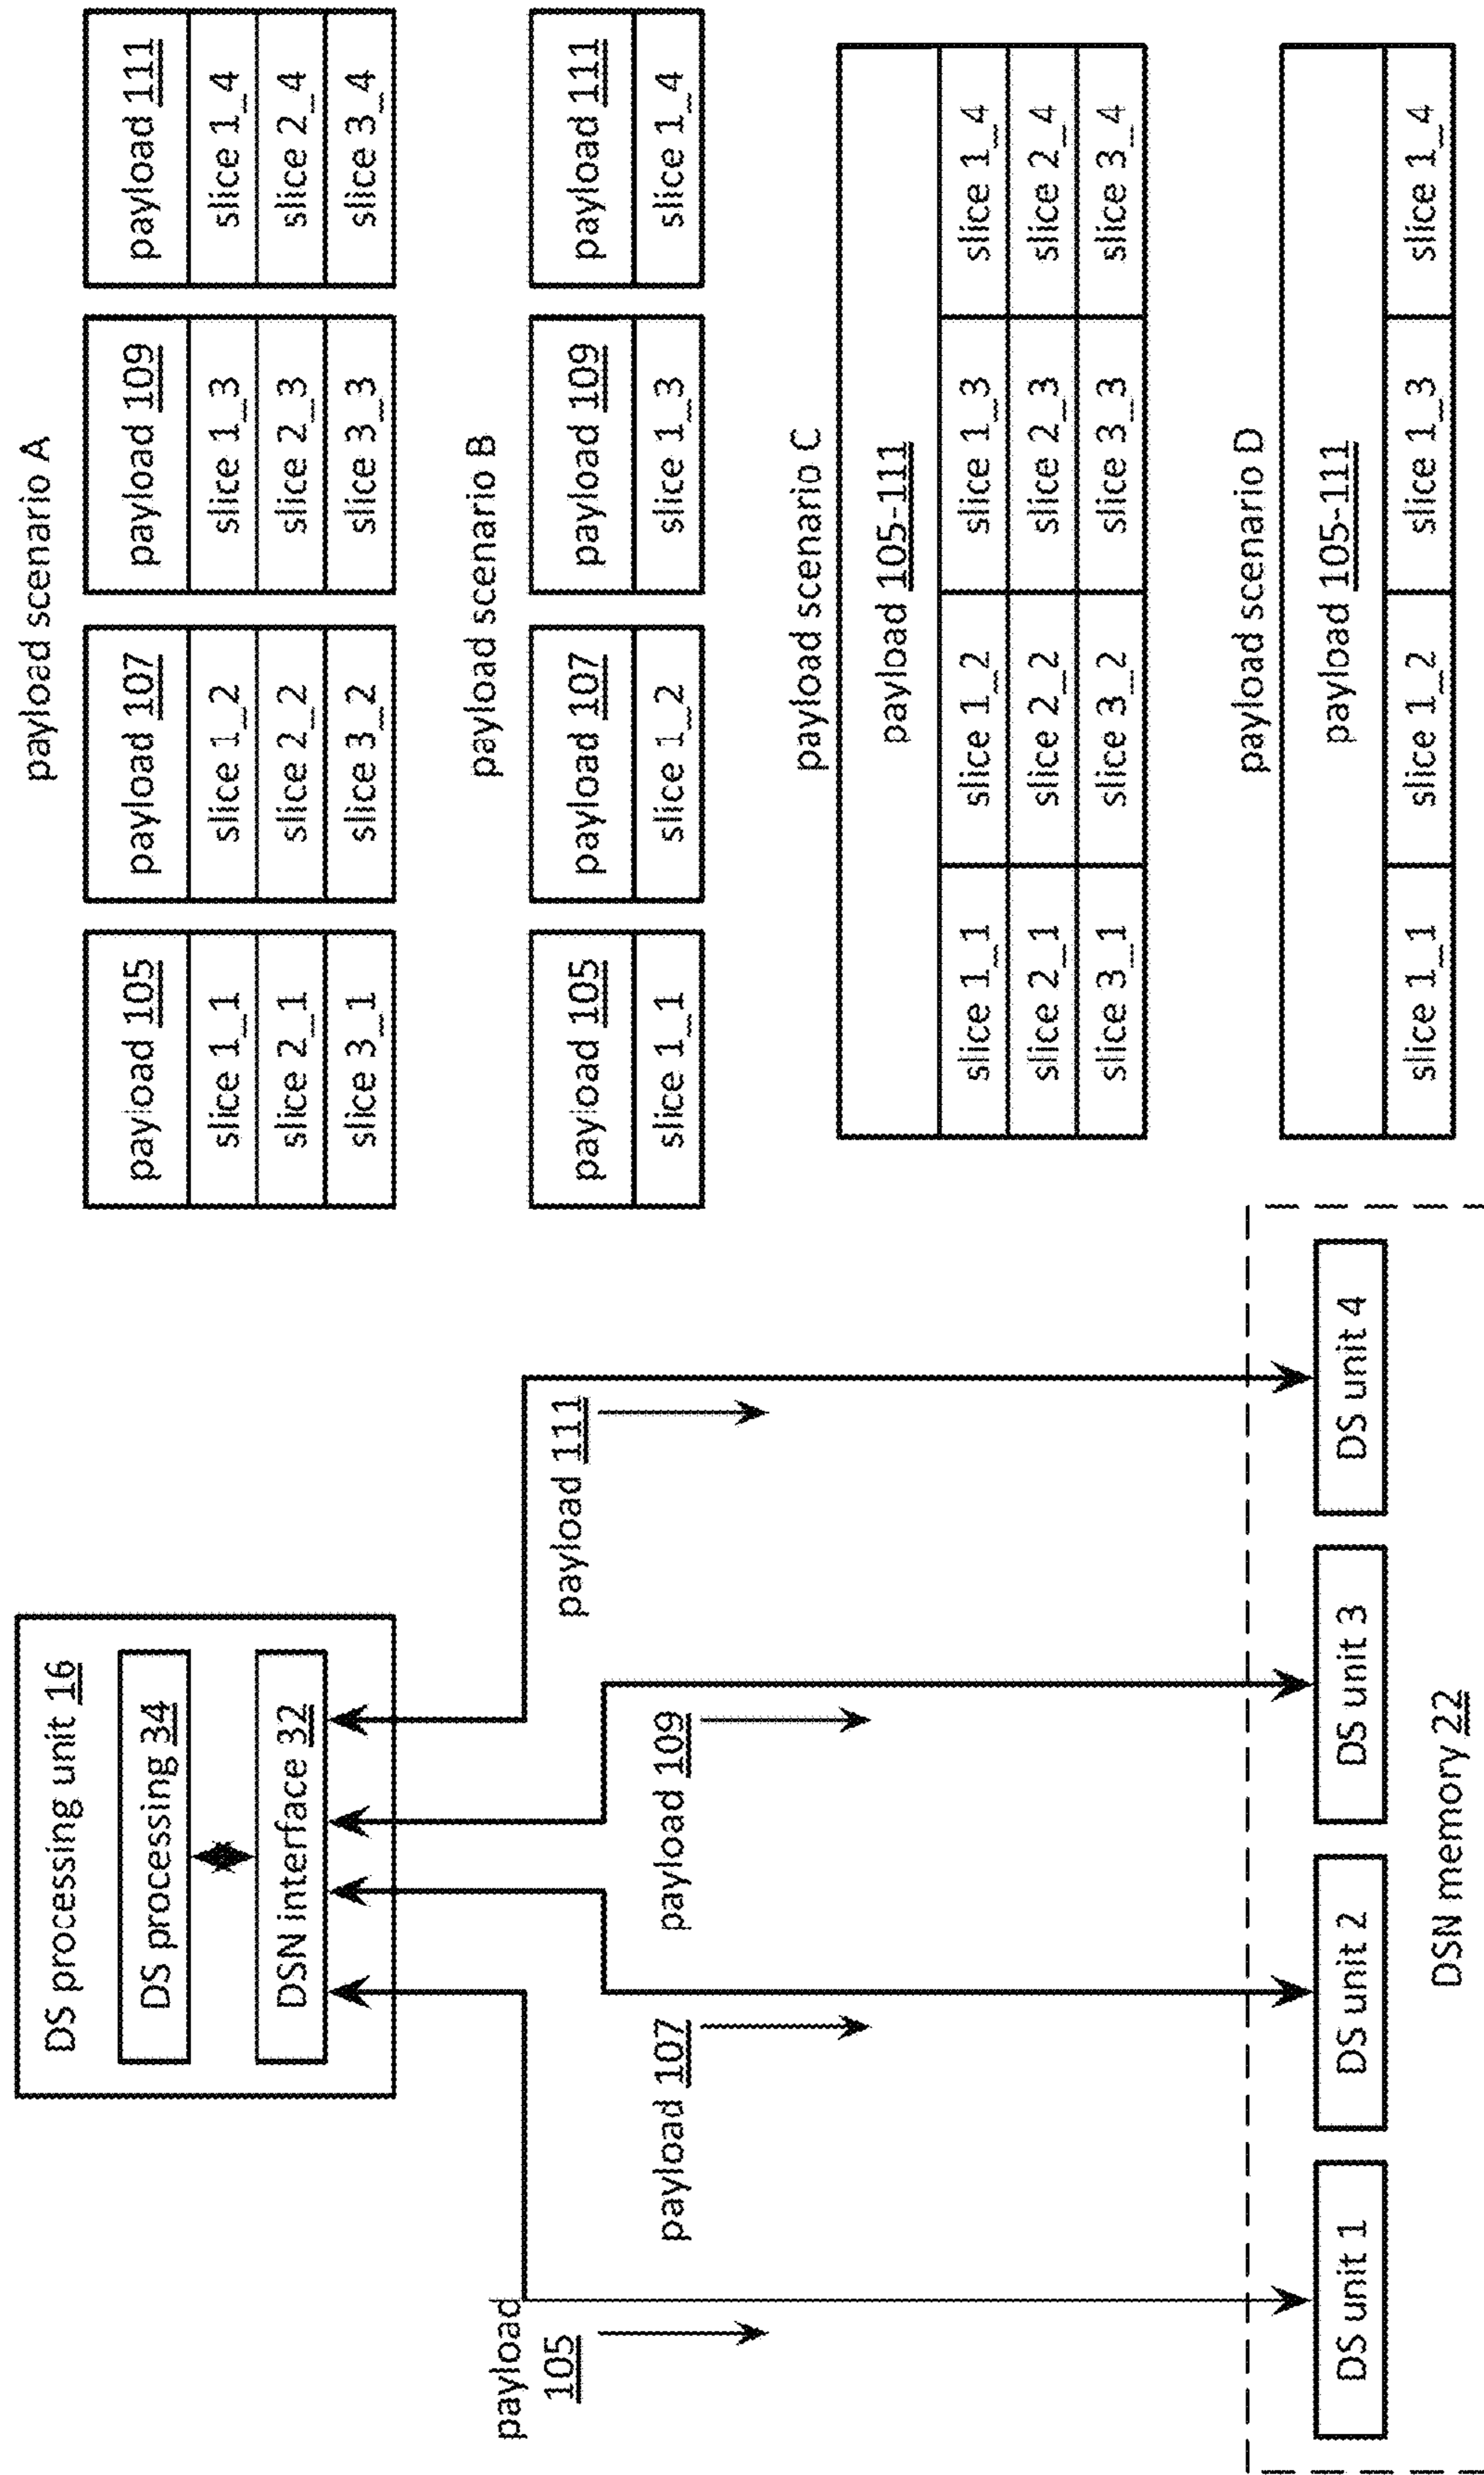 DS processing unit 16
DS processing 34
DSN interface 32
payload
105
payload 107
payload 109
payload 111
DS unit 1
DS unit 2
DS unit 3
DS unit 4
DSN memory 22
payload scenario A
payload 105
payload 107
payload 109
payload 111
slice 1_1
slice 1_2
slice 1_3
slice 1_4
slice 2_1
slice 2_2
slice 2_3
slice 2_4
slice 3_1
slice 3_2
slice 3_3
slice 3_4
payload scenario B
payload 105
payload 107
payload 109
payload 111
slice 1_1
slice 1_2
slice 1_3
slice 1_4
payload scenario C
payload 105-111
slice 1_1
slice 1_2
slice 1_3
slice 1_4
slice 2_1
slice 2_2
slice 2_3
slice 2_4
slice 3_1
slice 3_2
slice 3_3
slice 3_4
payload scenario D
payload 105-111
slice 1_1
slice 1_2
slice 1_3
slice 1_4